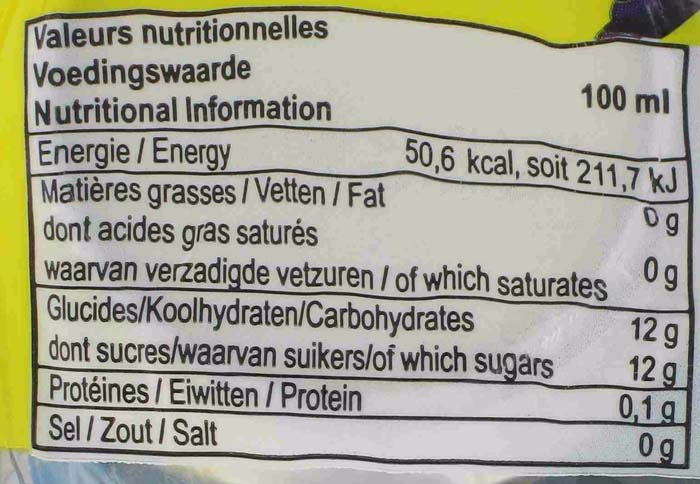 Valeurs nutritionnelles
Voedingswaarde
Nutritional Information 100 ml
Energie / Energy 50,6 kcal, soit 211,7 kJ
Matières grasses / Vetten / Fat 0 g
dont acides gras saturés
waarvan verzadigde vetzuren / of which saturates 0 g
Glucides/Koolhydraten/Carbohydrates 12 g
dont sucres/waarvan suikers/of which sugars 12 g
Protéines / Eiwitten / Protein 0,1 g
Sel / Zout / Salt 0 g